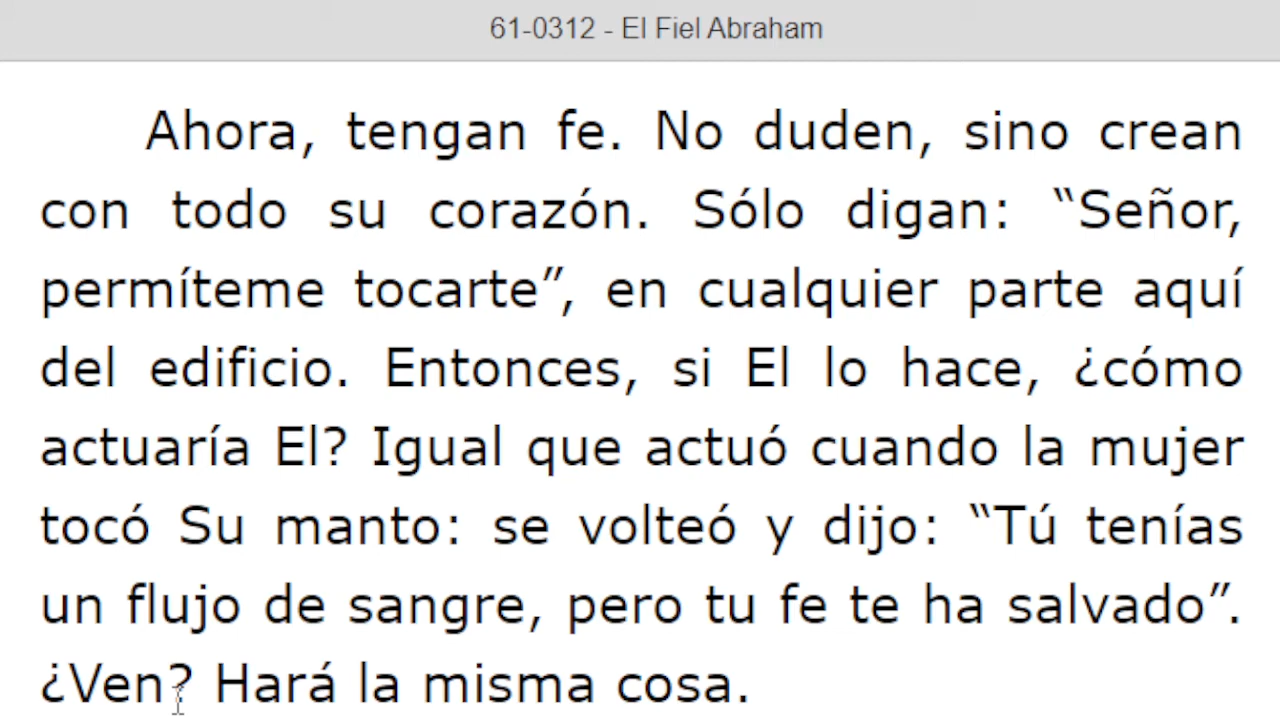 61-0312 - El Fiel Abraham
Ahora, tengan fe. No duden, sino crean
con todo su corazón. Sólo digan: “Señor,
permíteme tocarte”, en cualquier parte aquí
del edificio. Entonces, si El lo hace, ¿cómo
actuaría El? Igual que actuó cuando la mujer
tocó Su manto: se volteó y dijo: “Tú tenías
un flujo de sangre, pero tu fe te ha salvado”.
¿Ven? Hará la misma cosa.